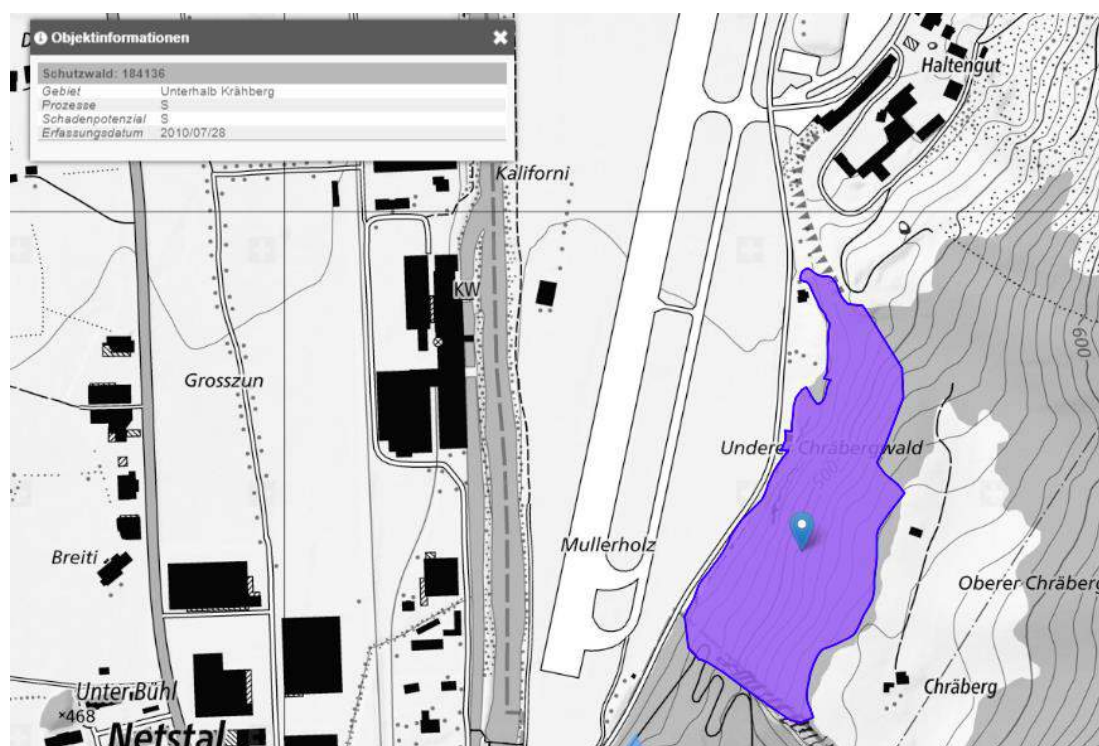 Objektinformationen
Schutzwald: 184136
Gebiet Unterhalb Krähberg
Prozesse S
Schadenpotenzial S
Erfassungsdatum 2010/07/28
Haltengut
Kaliforni
KW
600
Grosszun
Underer Chräbergwald
500
Mullerholz
Breiti
Oberer Chräberg
Unter Bühl
Chräberg
×468
Netstal